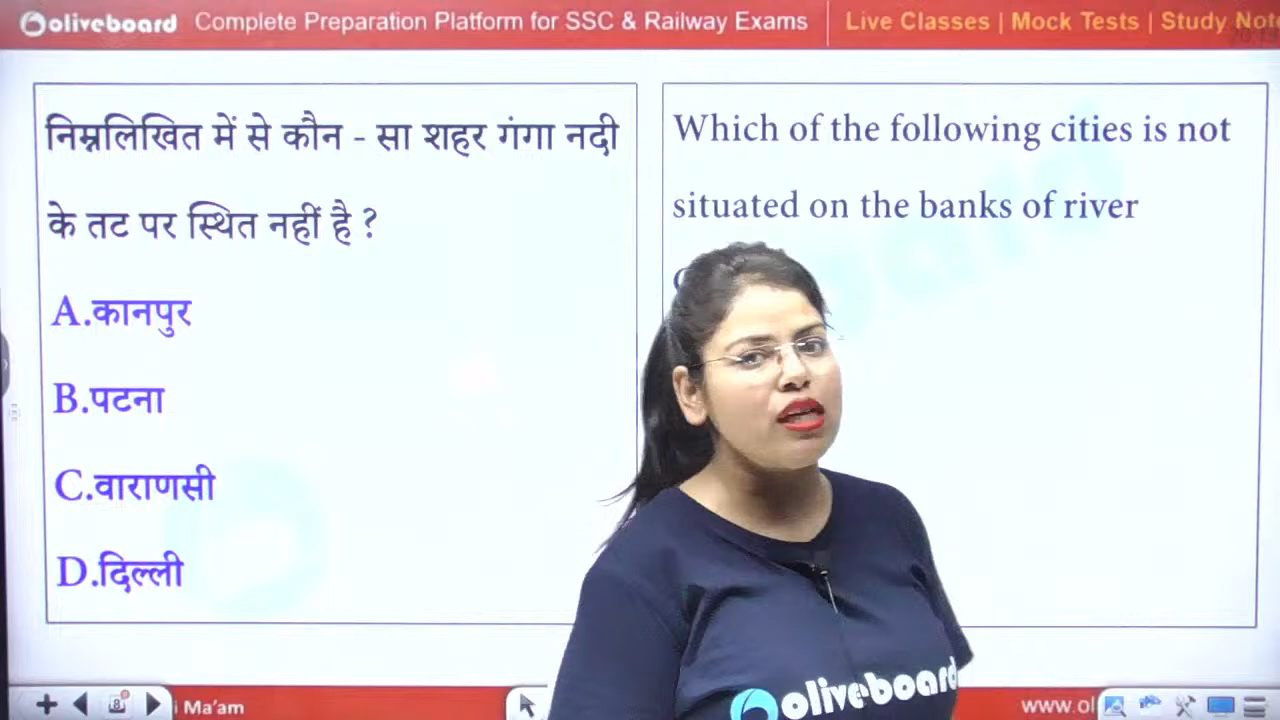 oliveboard Complete Preparation Platform for SSC & Railway Exams Live Classes | Mock Tests | Study
निम्नलिखित में से कौन - सा शहर गंगा नदी
के तट पर स्थित नहीं है ?
A.कानपुर
B.पटना
C.वाराणसी
D.दिल्ली
Which of the following cities is not
situated on the banks of river
oliveboard
Ma'am
www.ol